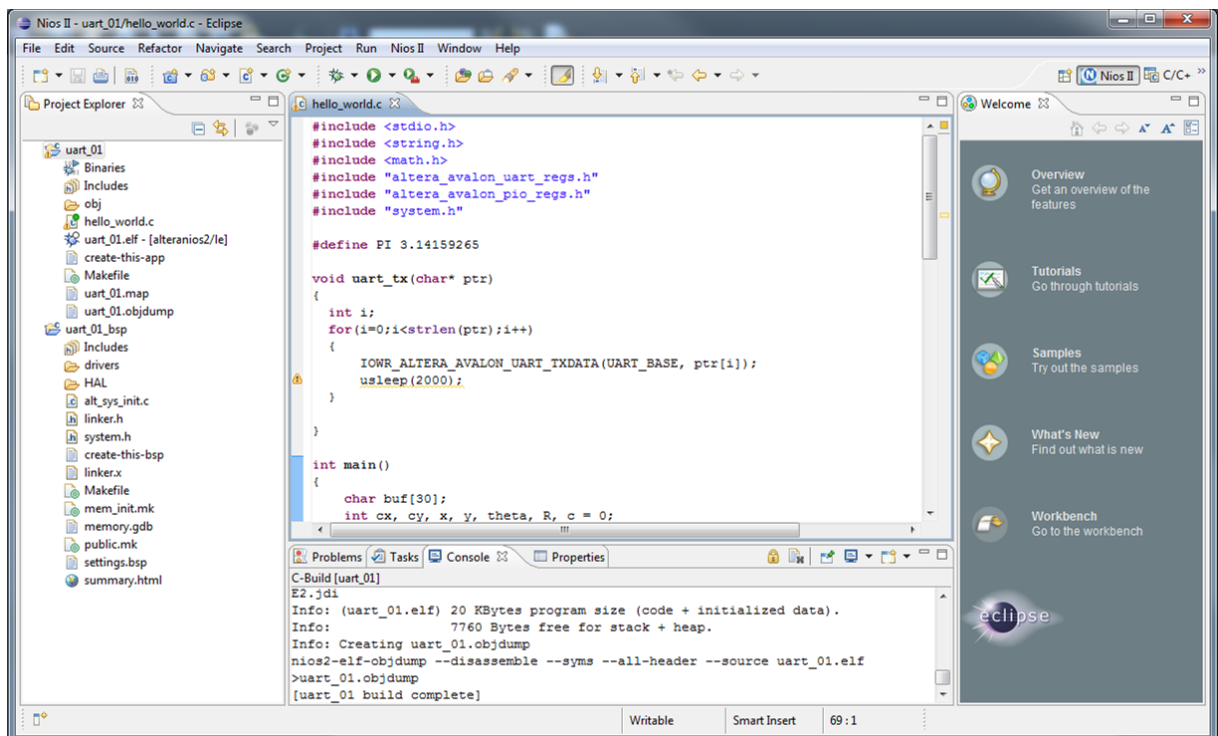 Nios II - uart_01/hello_world.c - Eclipse
File Edit Source Refactor Navigate Search Project Run Nios II Window Help
Nios II C/C+ »
Project Explorer
uart_01
Binaries
Includes
obj
hello_world.c
uart_01.elf - [alteranios2/le]
create-this-app
Makefile
uart_01.map
uart_01.objdump
uart_01_bsp
Includes
drivers
HAL
alt_sys_init.c
linker.h
system.h
create-this-bsp
linker.x
Makefile
mem_init.mk
memory.gdb
public.mk
settings.bsp
summary.html
hello_world.c
#include <stdio.h>
#include <string.h>
#include <math.h>
#include "altera_avalon_uart_regs.h"
#include "altera_avalon_pio_regs.h"
#include "system.h"
#define PI 3.14159265
void uart_tx(char* ptr)
{
int i;
for(i=0;i<strlen(ptr);i++)
{
IOWR_ALTERA_AVALON_UART_TXDATA(UART_BASE, ptr[i]);
usleep(2000);
}
}
int main()
{
char buf[30];
int cx, cy, x, y, theta, R, c = 0;
Problems Tasks Console Properties
C-Build [uart_01]
E2.jdi
Info: (uart_01.elf) 20 KBytes program size (code + initialized data).
Info: 7760 Bytes free for stack + heap.
Info: Creating uart_01.objdump
nios2-elf-objdump --disassemble --syms --all-header --source uart_01.elf
>uart_01.objdump
[uart_01 build complete]
Welcome
Overview
Get an overview of the
features
Tutorials
Go through tutorials
Samples
Try out the samples
What's New
Find out what is new
Workbench
Go to the workbench
eclipse
Writable Smart Insert 69 : 1